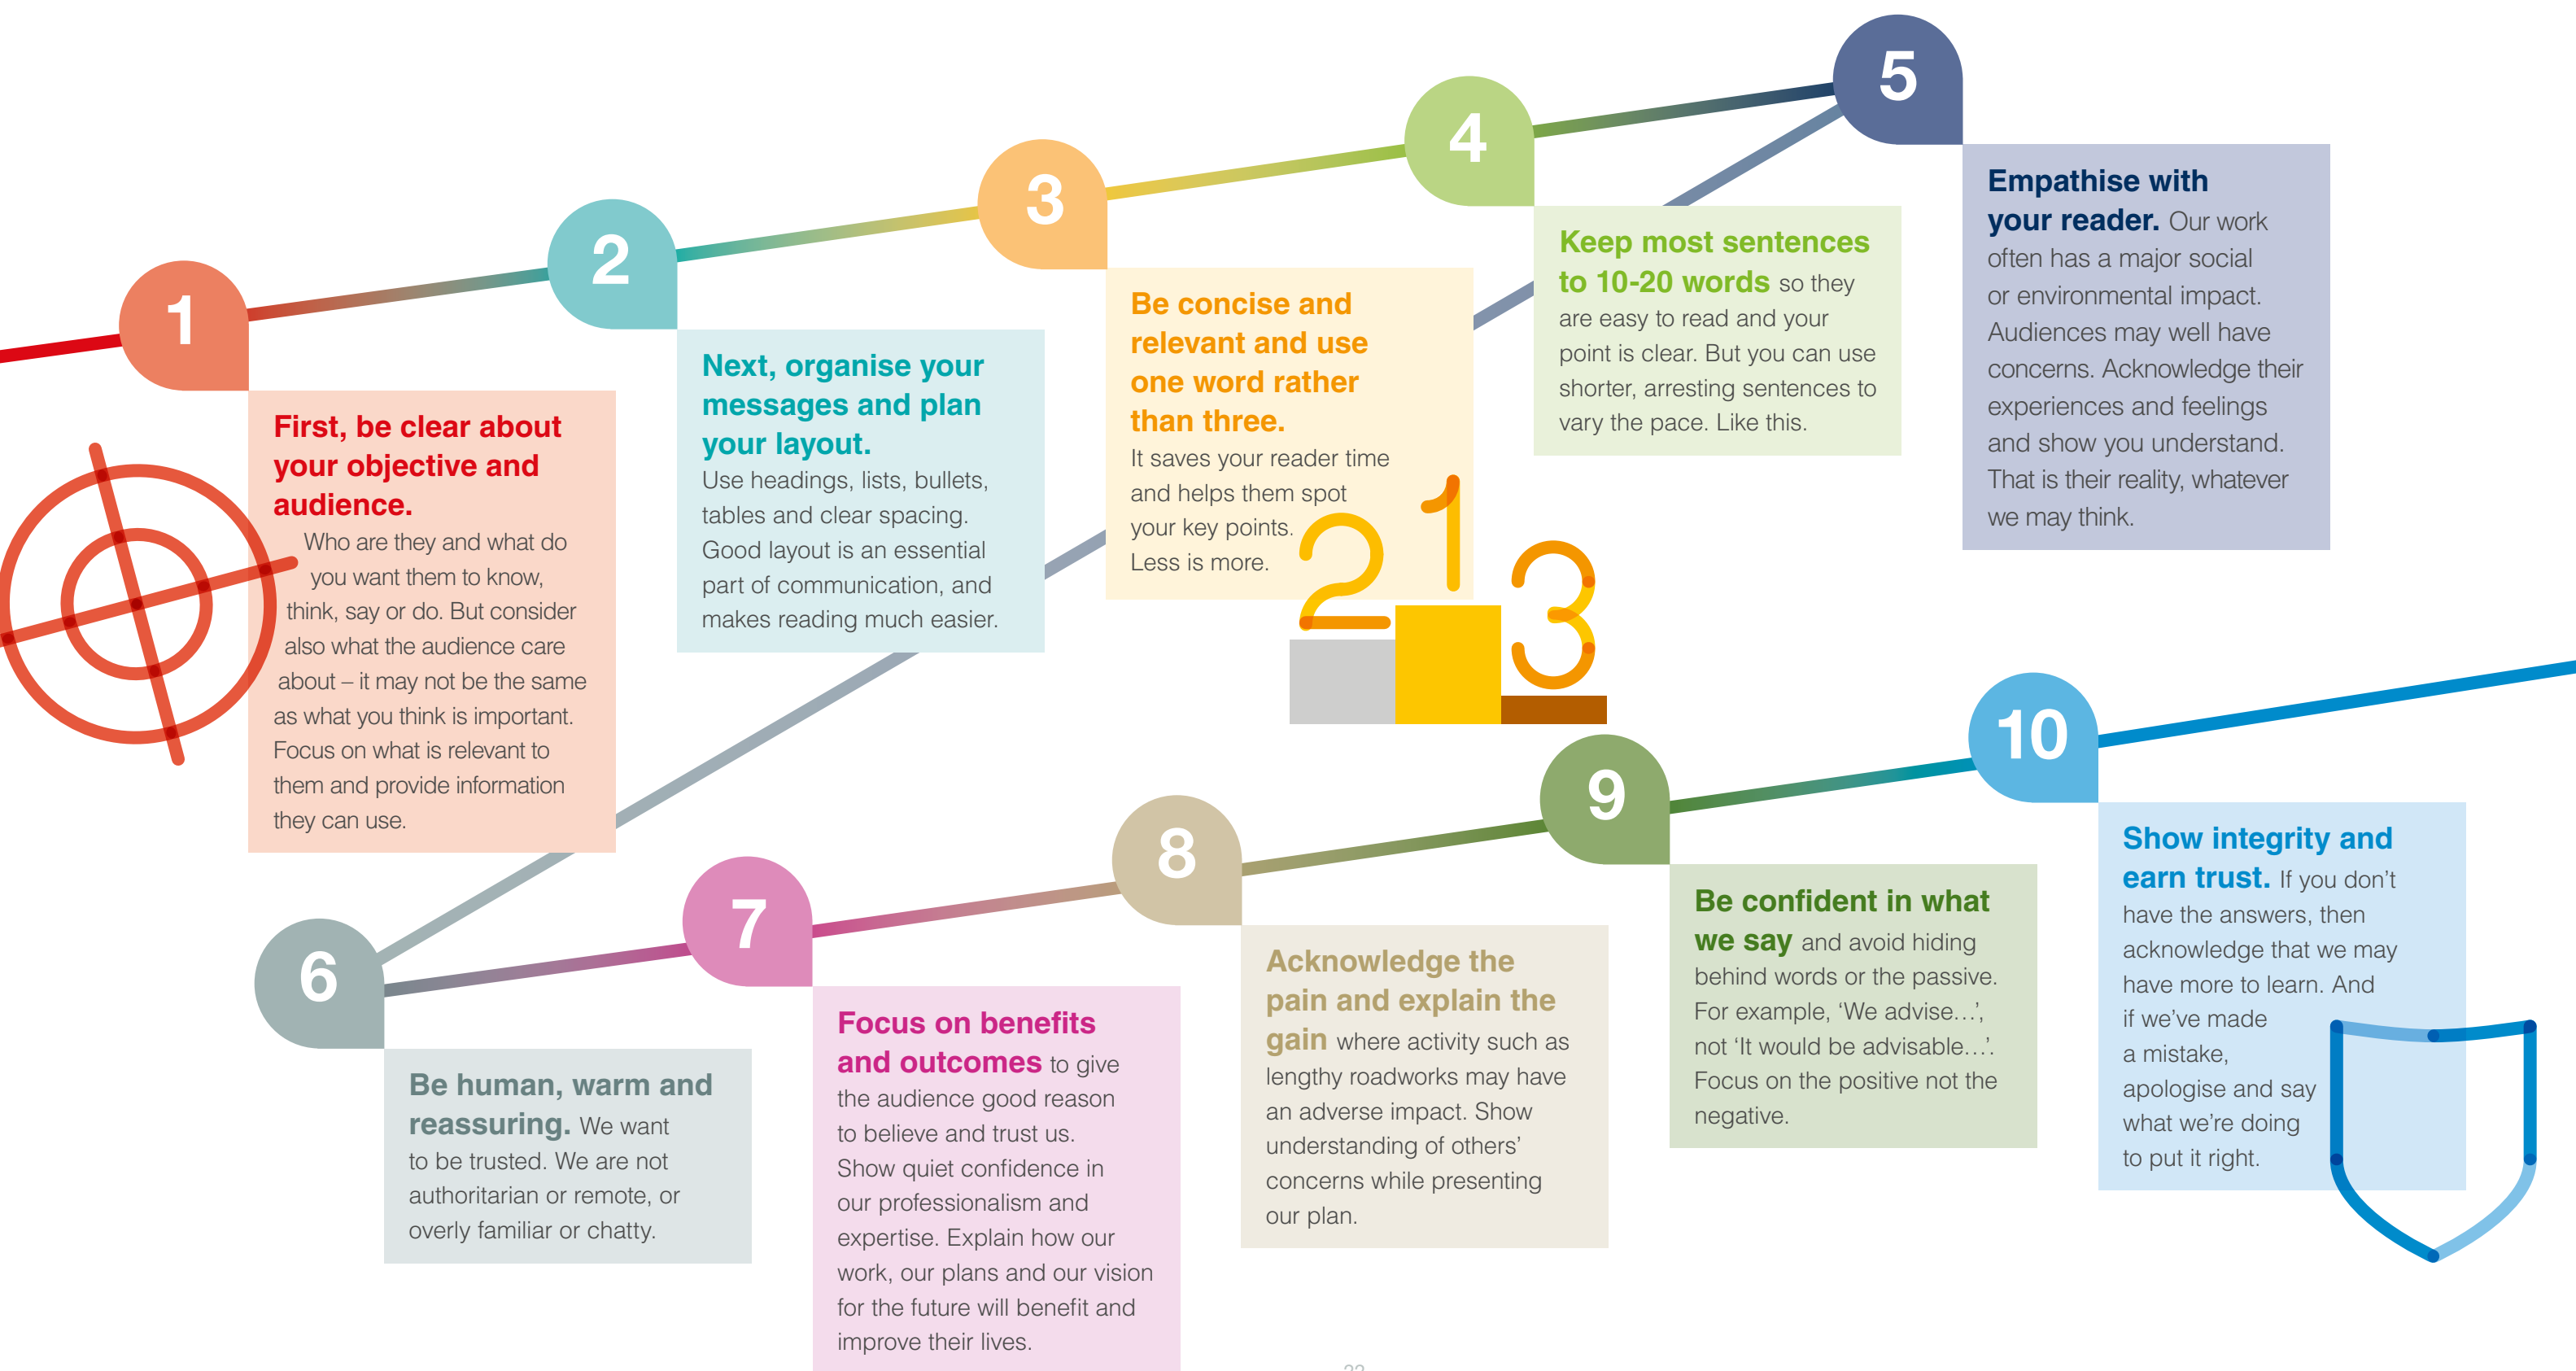 1
First, be clear about
your objective and
audience.
Who are they and what do
you want them to know,
think, say or do. But consider
also what the audience care
about – it may not be the same
as what you think is important.
Focus on what is relevant to
them and provide information
they can use.
2
Next, organise your
messages and plan
your layout.
Use headings, lists, bullets,
tables and clear spacing.
Good layout is an essential
part of communication, and
makes reading much easier.
3
Be concise and
relevant and use
one word rather
than three.
It saves your reader time
and helps them spot
your key points.
Less is more.
2 1 3
4
Keep most sentences
to 10-20 words so they
are easy to read and your
point is clear. But you can use
shorter, arresting sentences to
vary the pace. Like this.
5
Empathise with
your reader. Our work
often has a major social
or environmental impact.
Audiences may well have
concerns. Acknowledge their
experiences and feelings
and show you understand.
That is their reality, whatever
we may think.
6
Be human, warm and
reassuring. We want
to be trusted. We are not
authoritarian or remote, or
overly familiar or chatty.
7
Focus on benefits
and outcomes to give
the audience good reason
to believe and trust us.
Show quiet confidence in
our professionalism and
expertise. Explain how our
work, our plans and our vision
for the future will benefit and
improve their lives.
8
Acknowledge the
pain and explain the
gain where activity such as
lengthy roadworks may have
an adverse impact. Show
understanding of others’
concerns while presenting
our plan.
9
Be confident in what
we say and avoid hiding
behind words or the passive.
For example, ‘We advise…’,
not ‘It would be advisable…’.
Focus on the positive not the
negative.
10
Show integrity and
earn trust. If you don’t
have the answers, then
acknowledge that we may
have more to learn. And
if we’ve made
a mistake,
apologise and say
what we’re doing
to put it right.